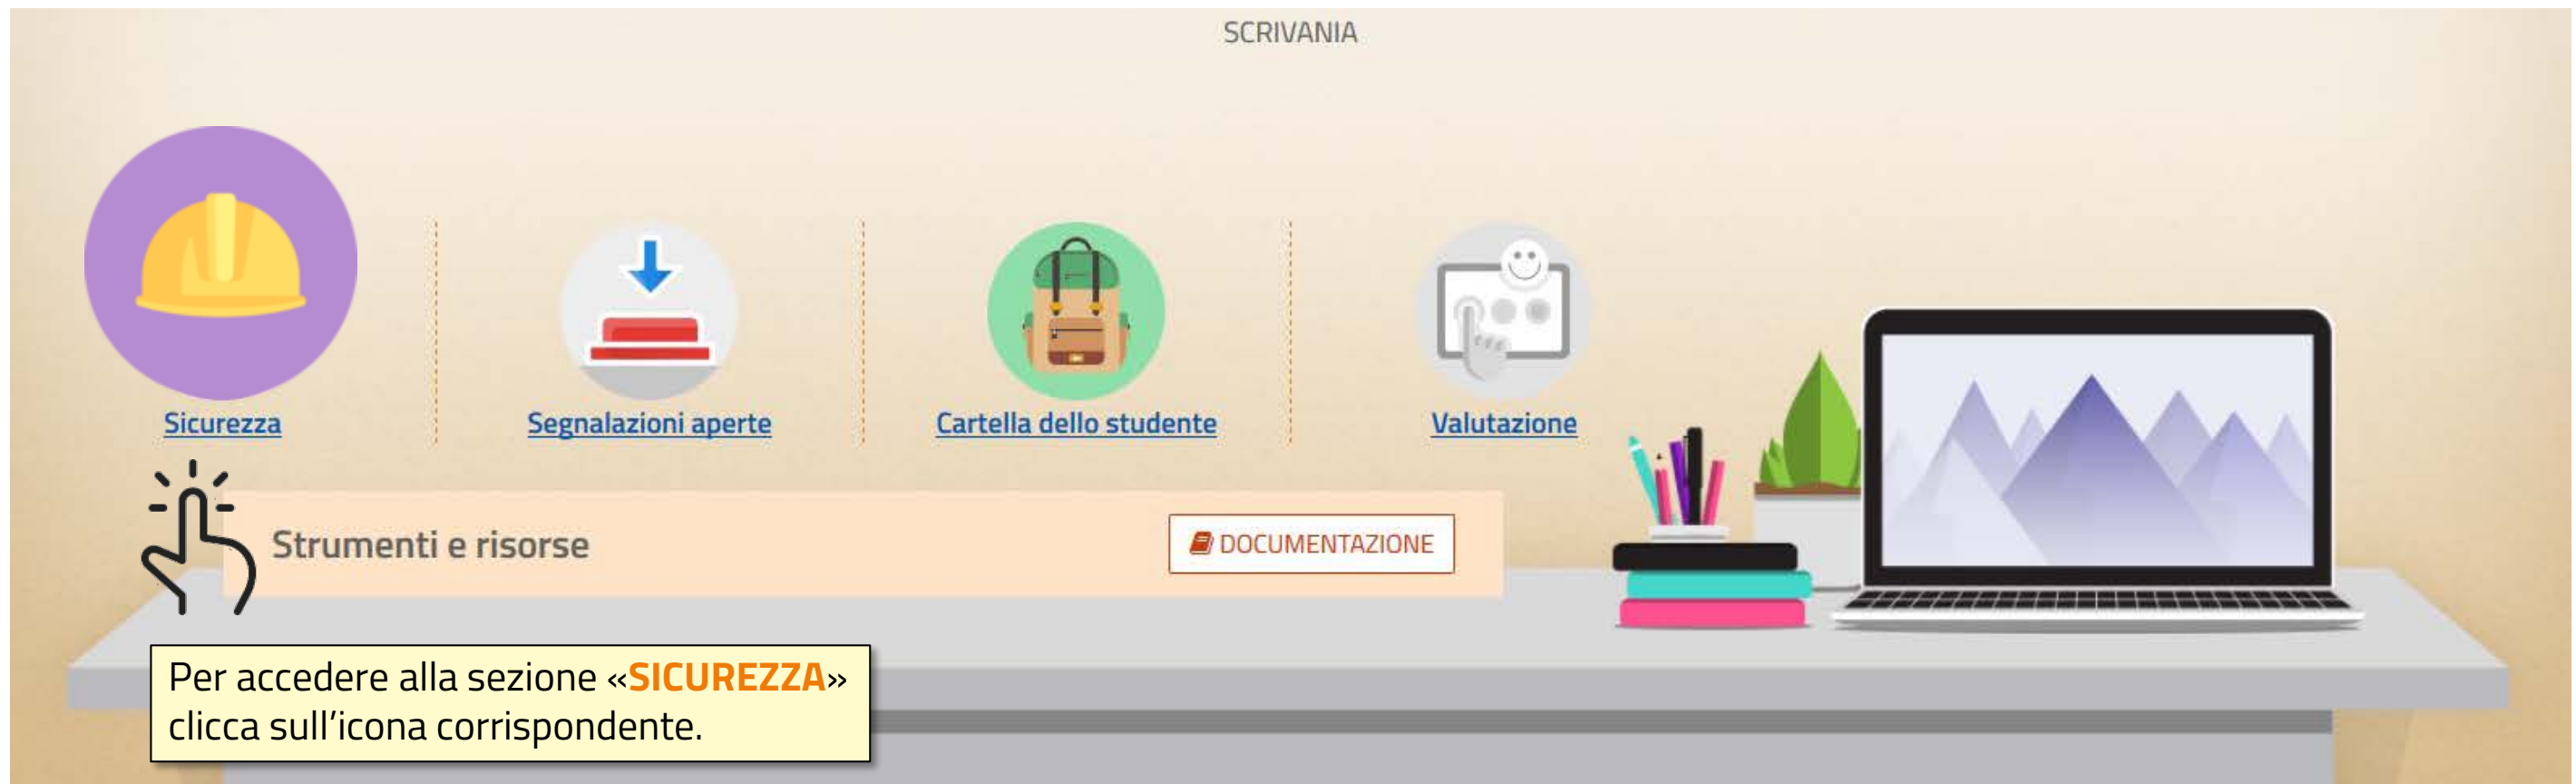 SCRIVANIA
Sicurezza
Segnalazioni aperte
Cartella dello studente
Valutazione
Strumenti e risorse
DOCUMENTAZIONE
Per accedere alla sezione «SICUREZZA»
clicca sull’icona corrispondente.